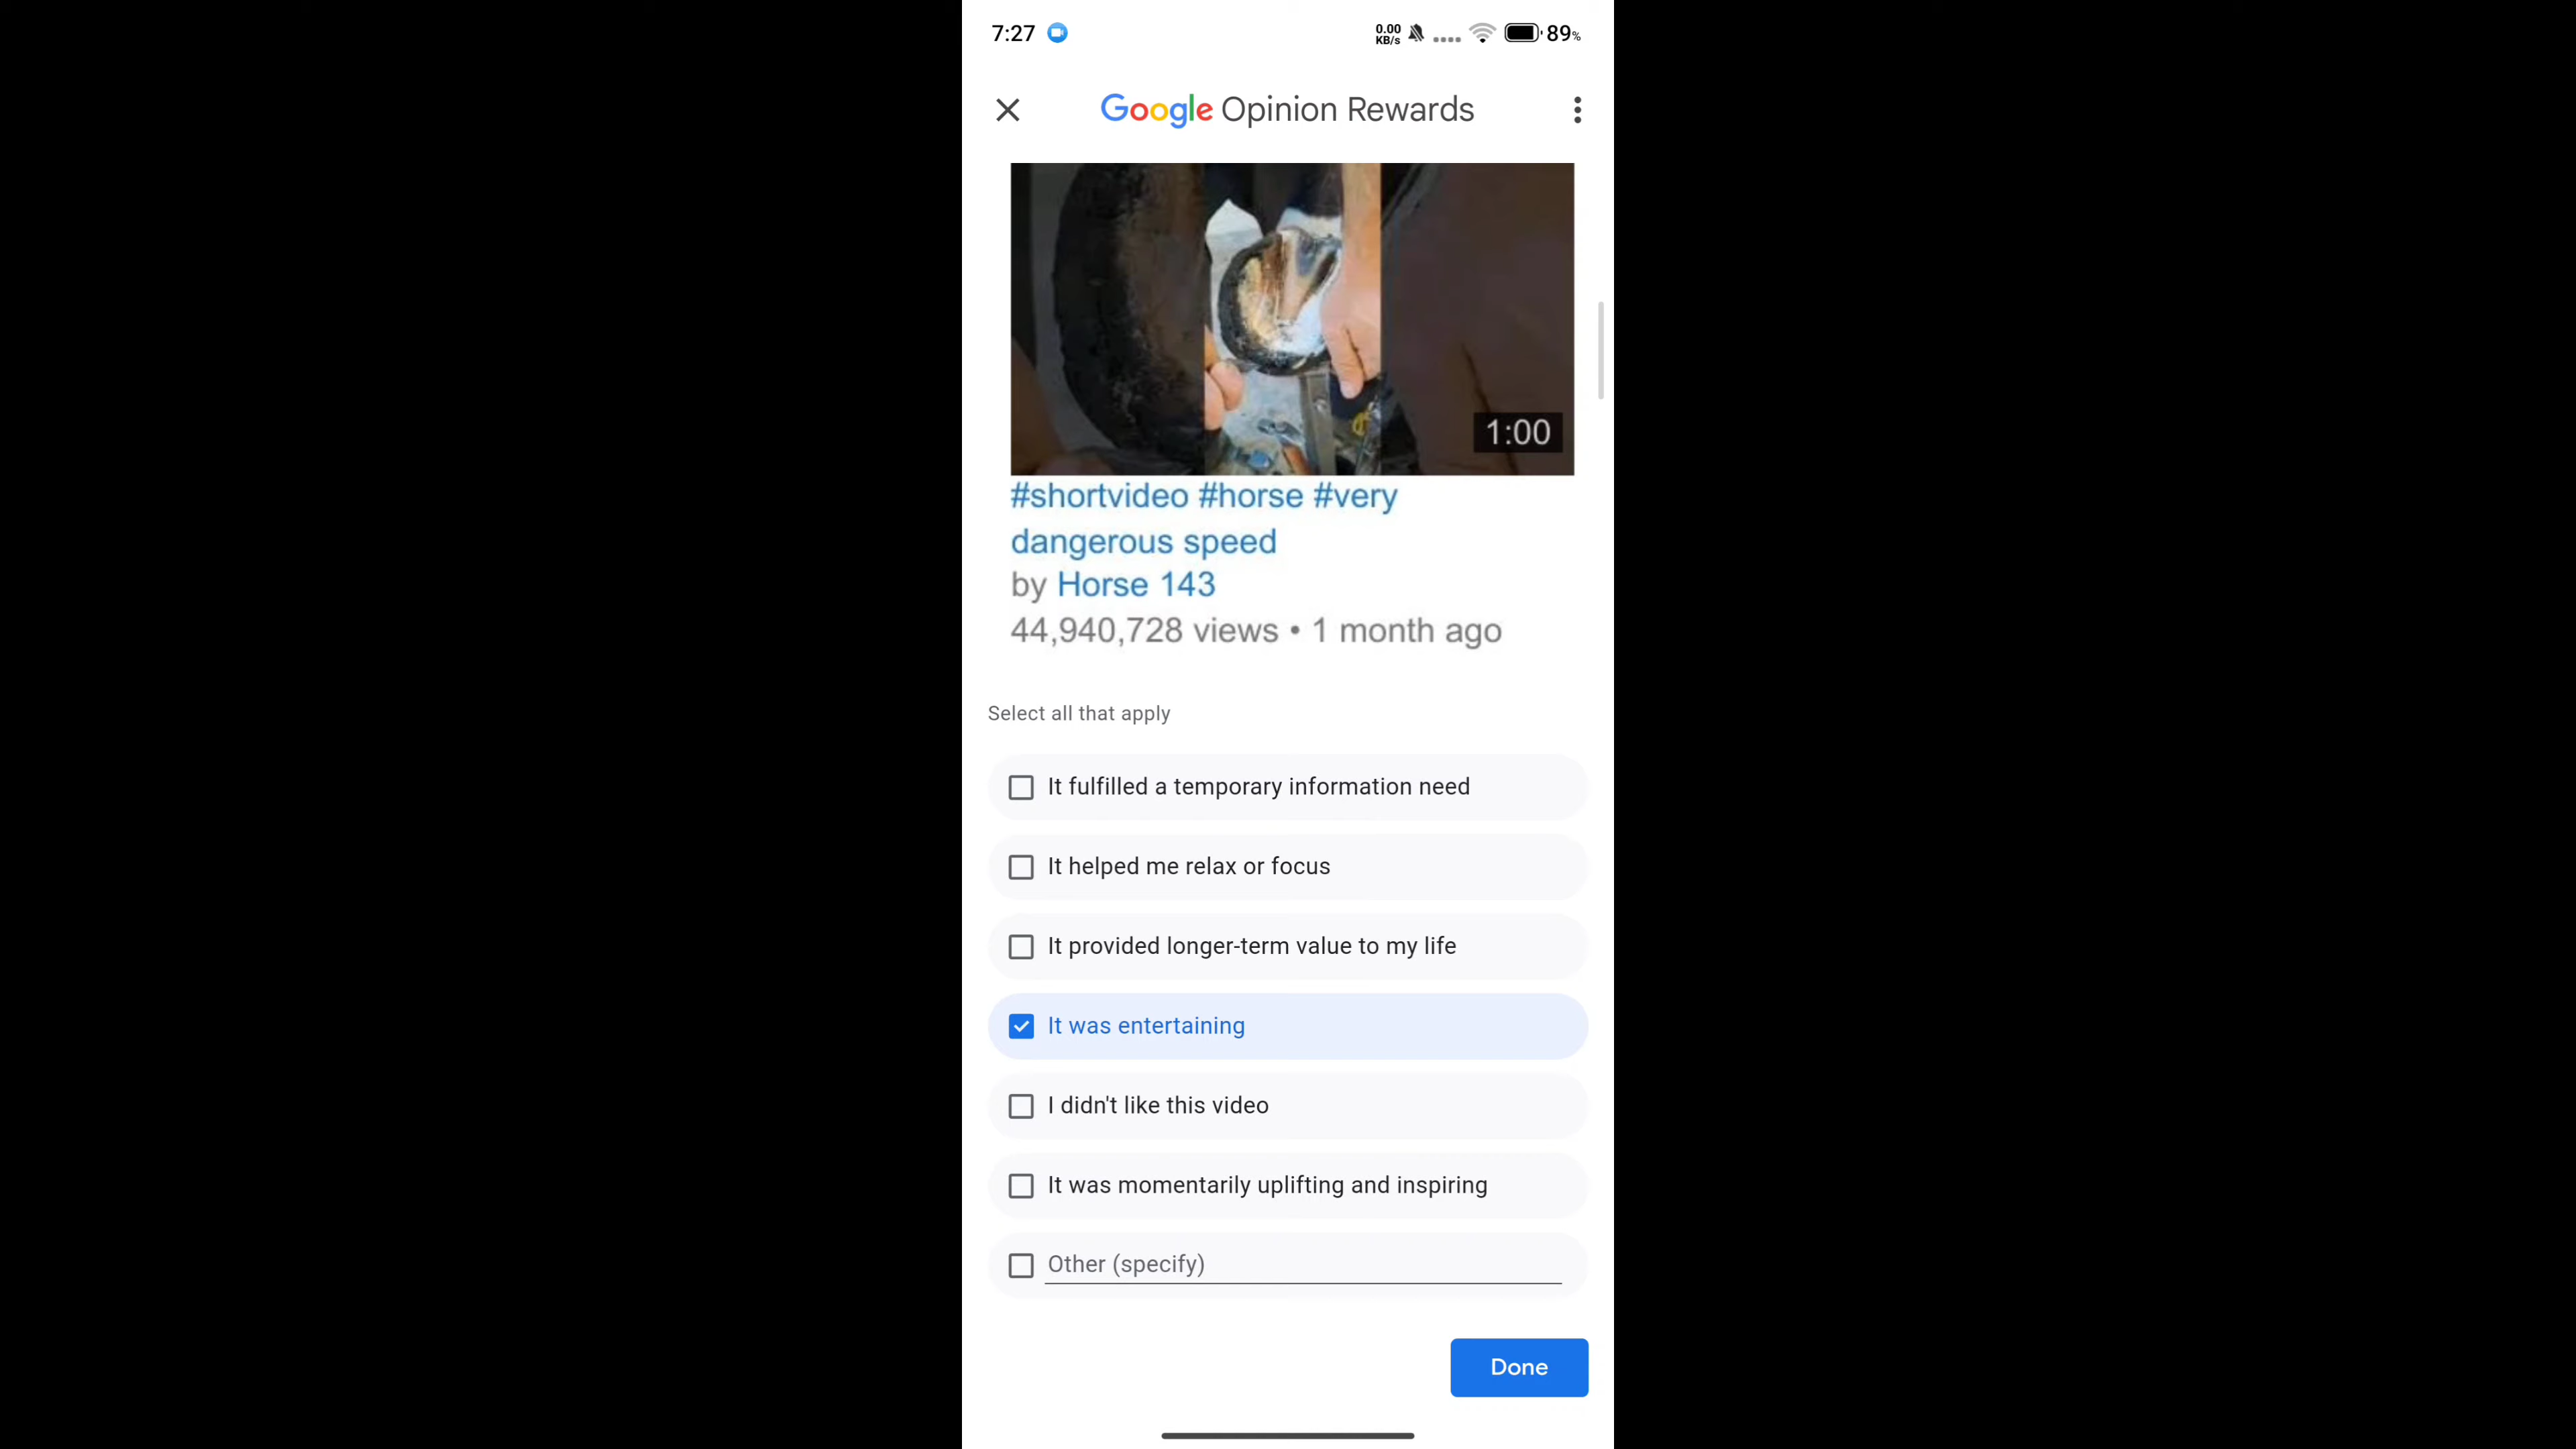 7:27
0.00
KB/s
89%
Google Opinion Rewards
1:00
#shortvideo #horse #very
dangerous speed
by Horse 143
44,940,728 views • 1 month ago
Select all that apply
It fulfilled a temporary information need
It helped me relax or focus
It provided longer-term value to my life
It was entertaining
I didn't like this video
It was momentarily uplifting and inspiring
Other (specify)
Done